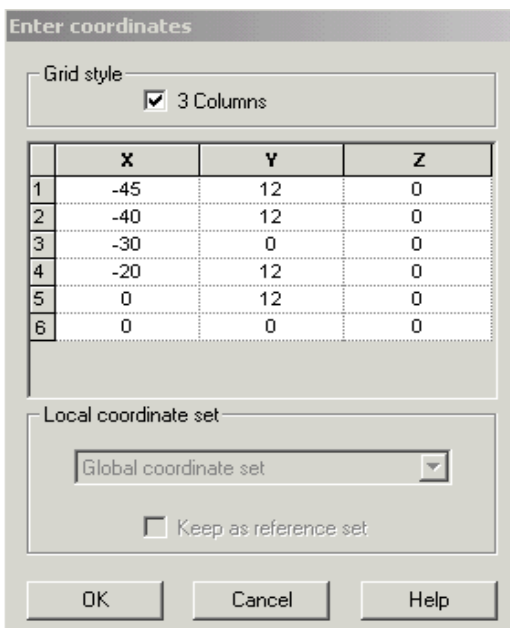 Enter coordinates
Grid style
3 Columns
X Y Z
1 -45 12 0
2 -40 12 0
3 -30 0 0
4 -20 12 0
5 0 12 0
6 0 0 0
Local coordinate set
Global coordinate set
Keep as reference set
OK Cancel Help